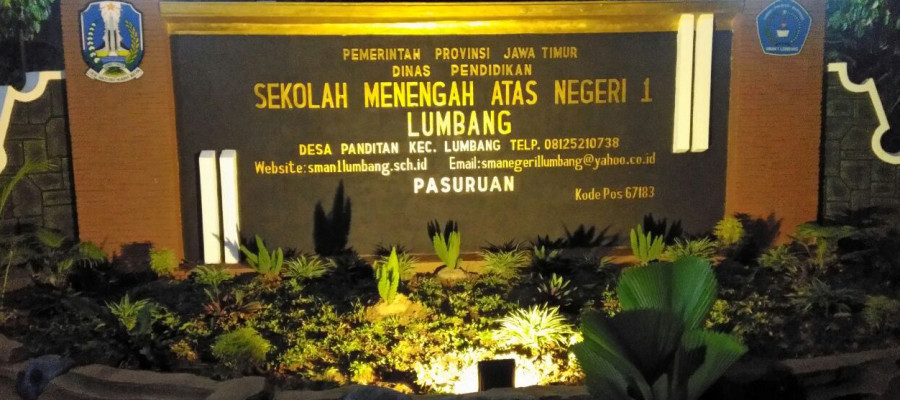 PEMERINTAH PROVINSI JAWA TIMUR
DINAS PENDIDIKAN
SEKOLAH MENENGAH ATAS NEGERI 1
LUMBANG
DESA PANDITAN KEC. LUMBANG TELP. 08125210738
Website:sman1lumbang.sch.id Email:smanegeri1lumbang@yahoo.co.id
PASURUAN
Kode Pos 67183